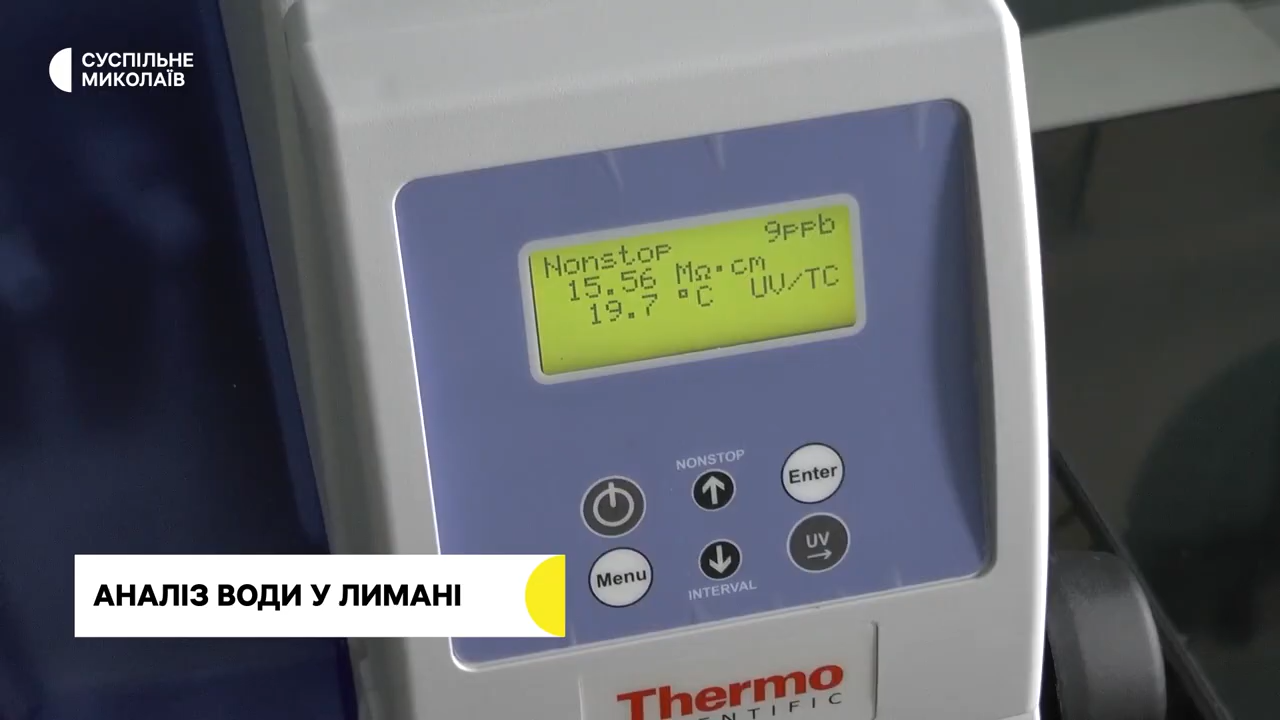 СУСПІЛЬНЕ
МИКОЛАЇВ
9ppb
Nonstop
15.56 MΩ·cm
19.7 °C UV/TC
NONSTOP
Enter
UV
Menu
INTERVAL
АНАЛІЗ ВОДИ У ЛИМАНІ
Thermo
ENTIFIC